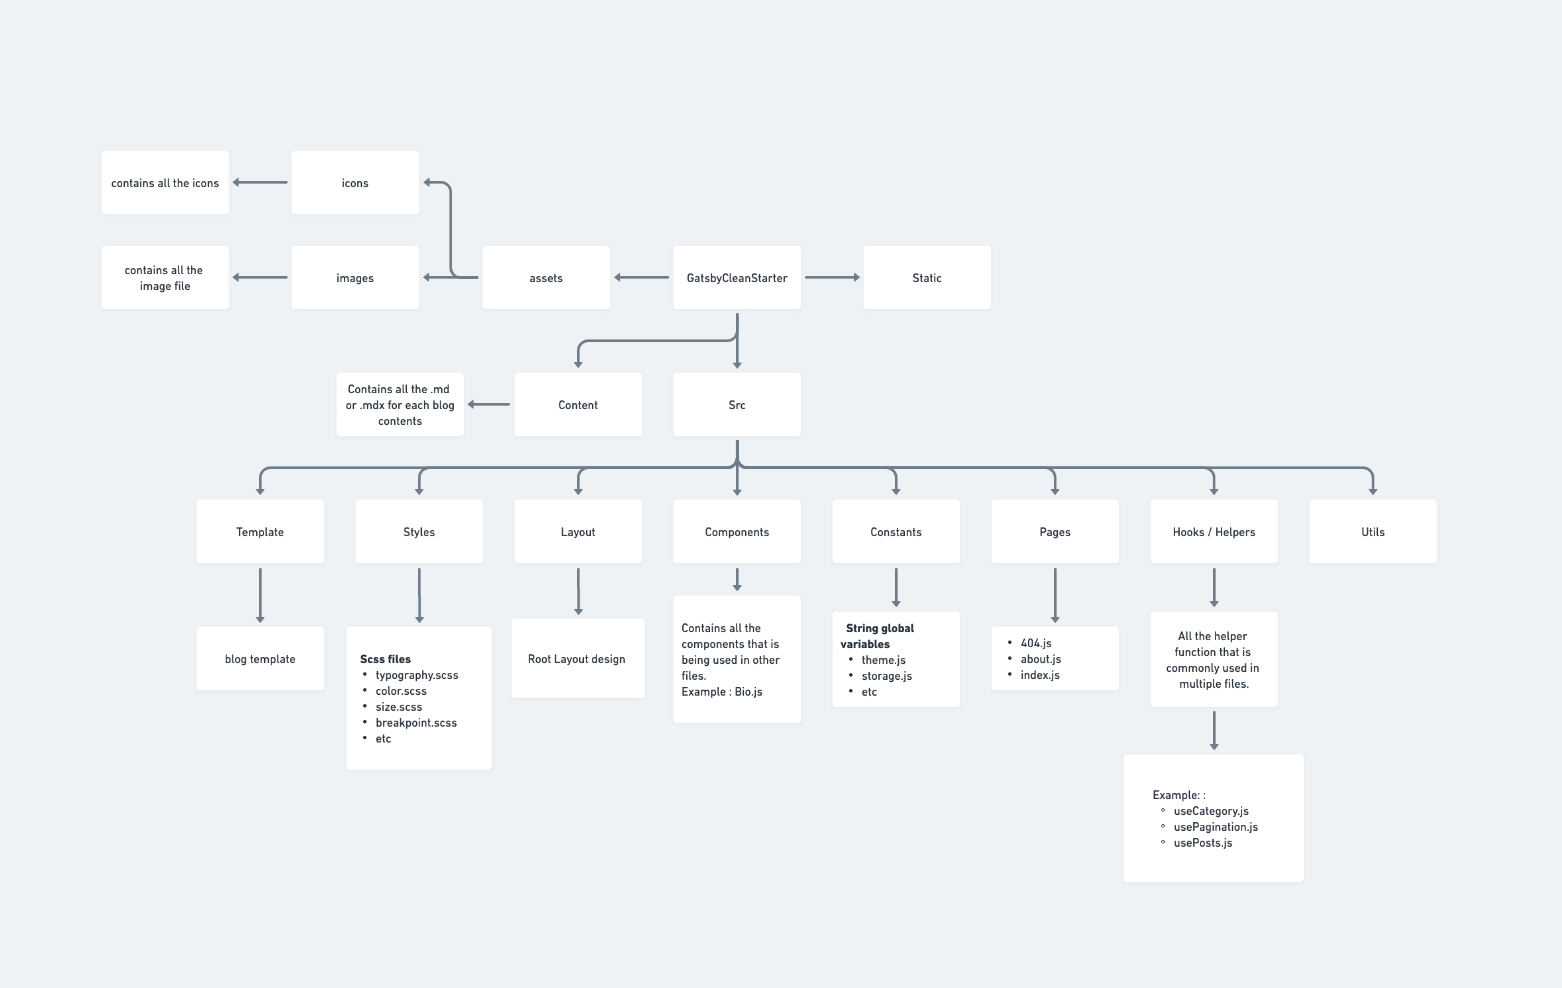 contains all the icons
icons
contains all the
image file
images
assets
GatsbyCleanStarter
Static
Contains all the .md
or .mdx for each blog
contents
Content
Src
Template
Styles
Layout
Components
Constants
Pages
Hooks / Helpers
Utils
blog template
Scss files
• typography.scss
• color.scss
• size.scss
• breakpoint.scss
• etc
Root Layout design
Contains all the
components that is
being used in other
files.
Example : Bio.js
String global
variables
• theme.js
• storage.js
• etc
• 404.js
• about.js
• index.js
All the helper
function that is
commonly used in
multiple files.
Example: :
◦ useCategory.js
◦ usePagination.js
◦ usePosts.js